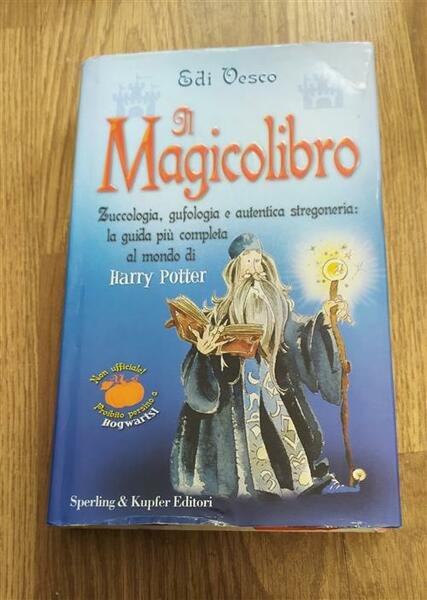 Edi Vesco
Il
Magicolibro
Zuccologia, gufologia e autentica stregoneria:
la guida più completa
al mondo di
Harry Potter
Non ufficiale!
Proibito persino a
Hogwarts!
Sperling & Kupfer Editori